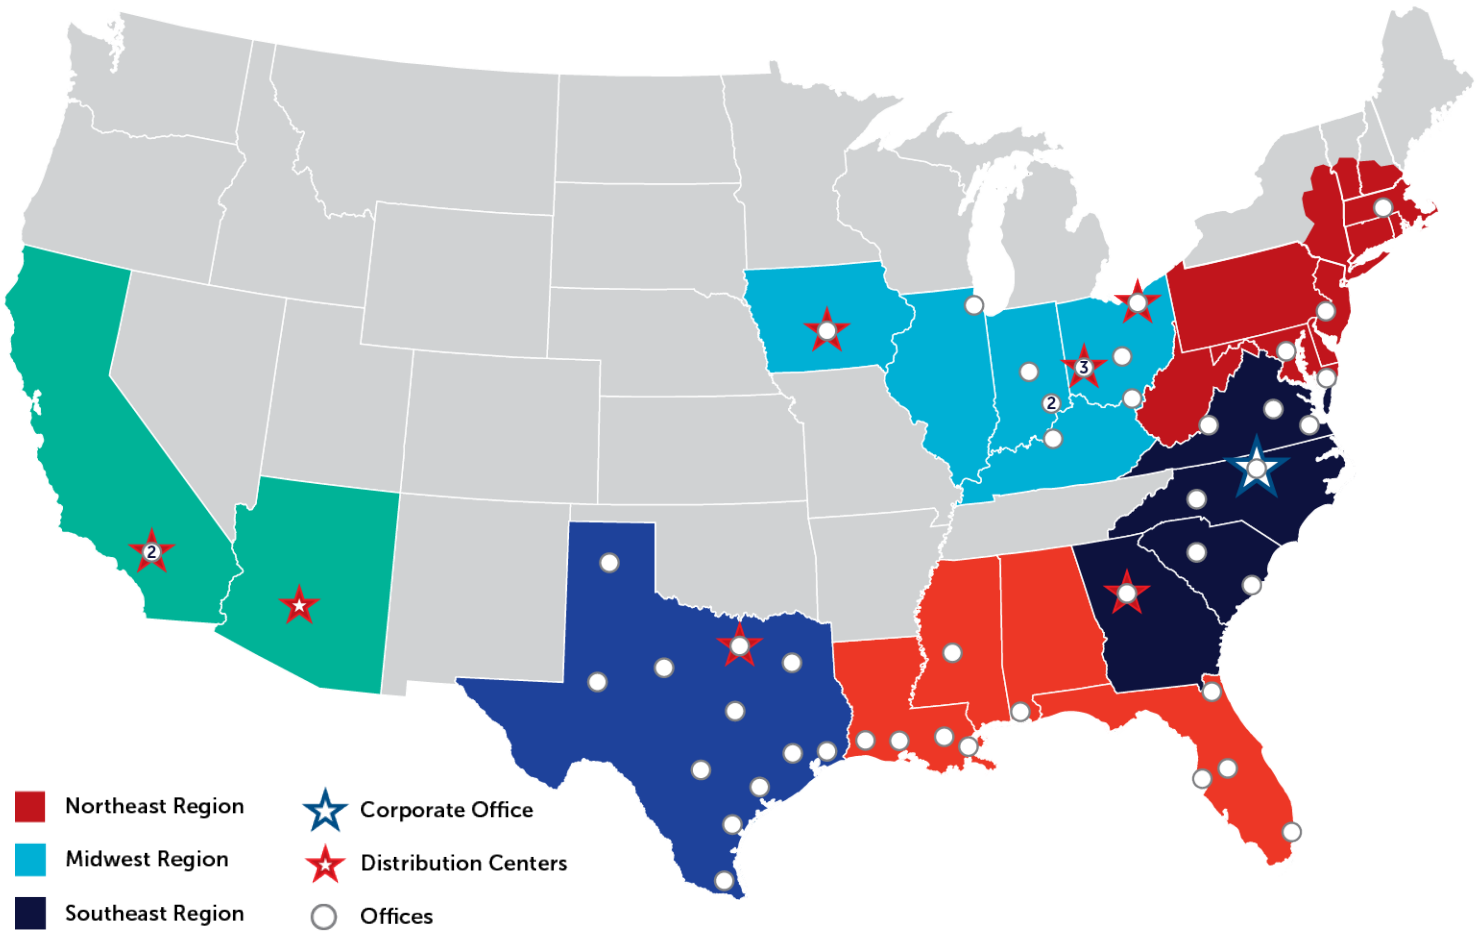 3
2
2
Northeast Region
Midwest Region
Southeast Region
Corporate Office
Distribution Centers
Offices